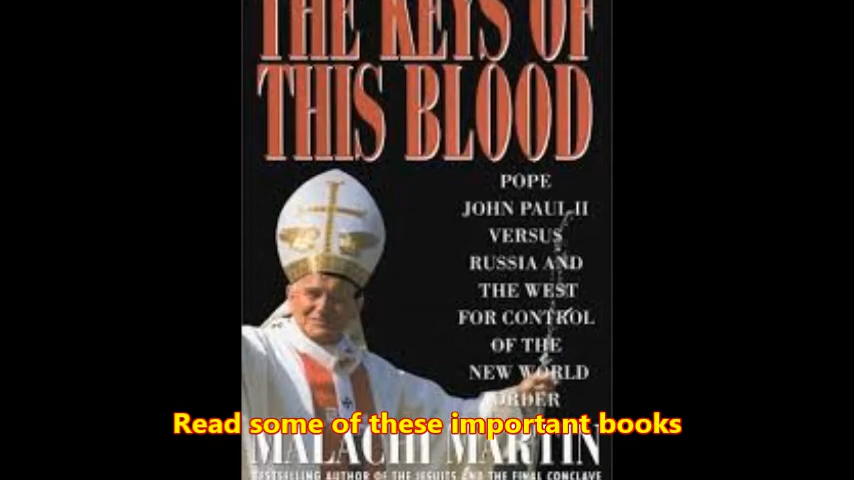 THE KEYS OF
THIS BLOOD
POPE
JOHN PAUL II
VERSUS
RUSSIA AND
THE WEST
FOR CONTROL
OF THE
NEW WORLD
ORDER
Read some of these important books
MALACHI MARTIN
BESTSELLING AUTHOR OF THE JESUITS AND THE FINAL CONCLAVE